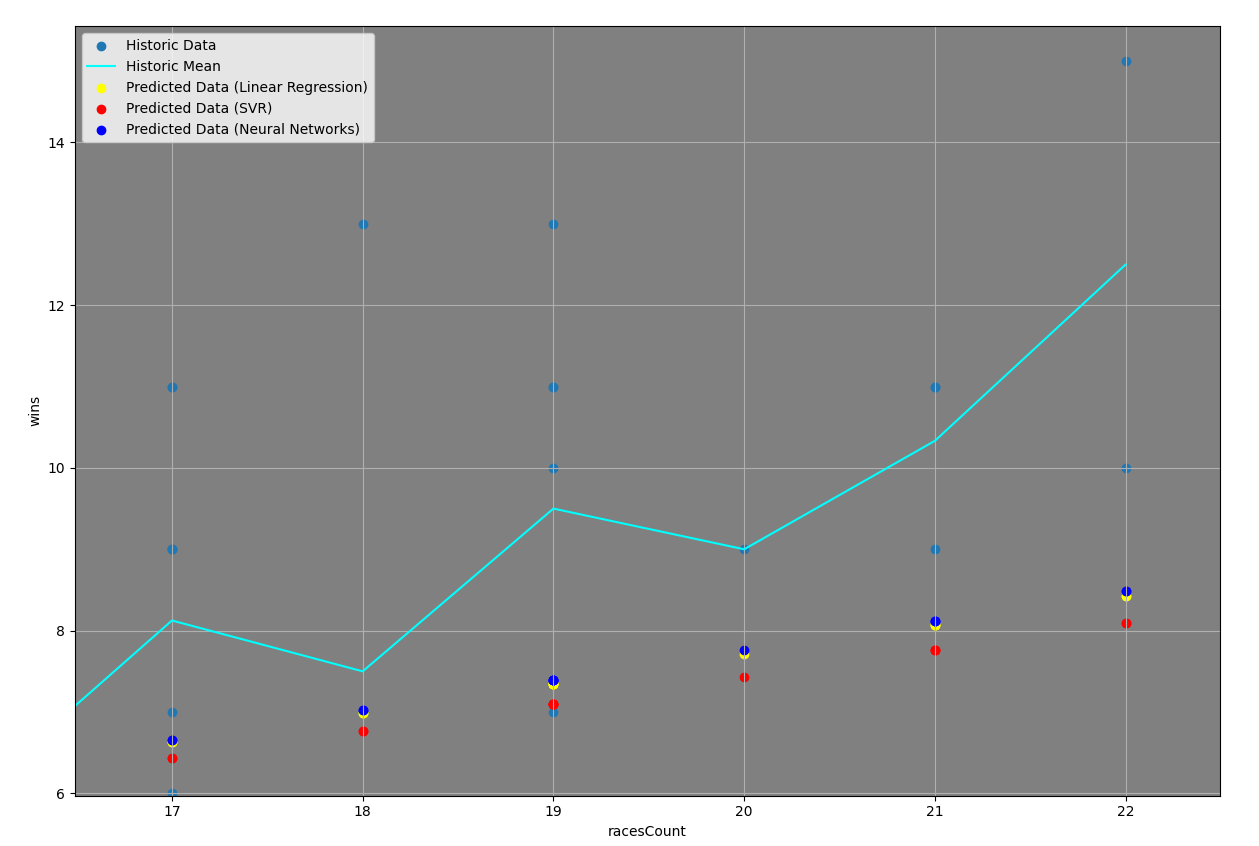 Historic Data
Historic Mean
Predicted Data (Linear Regression)
Predicted Data (SVR)
Predicted Data (Neural Networks)
14
12
wins
10
8
6
17 18 19 20 21 22
racesCount